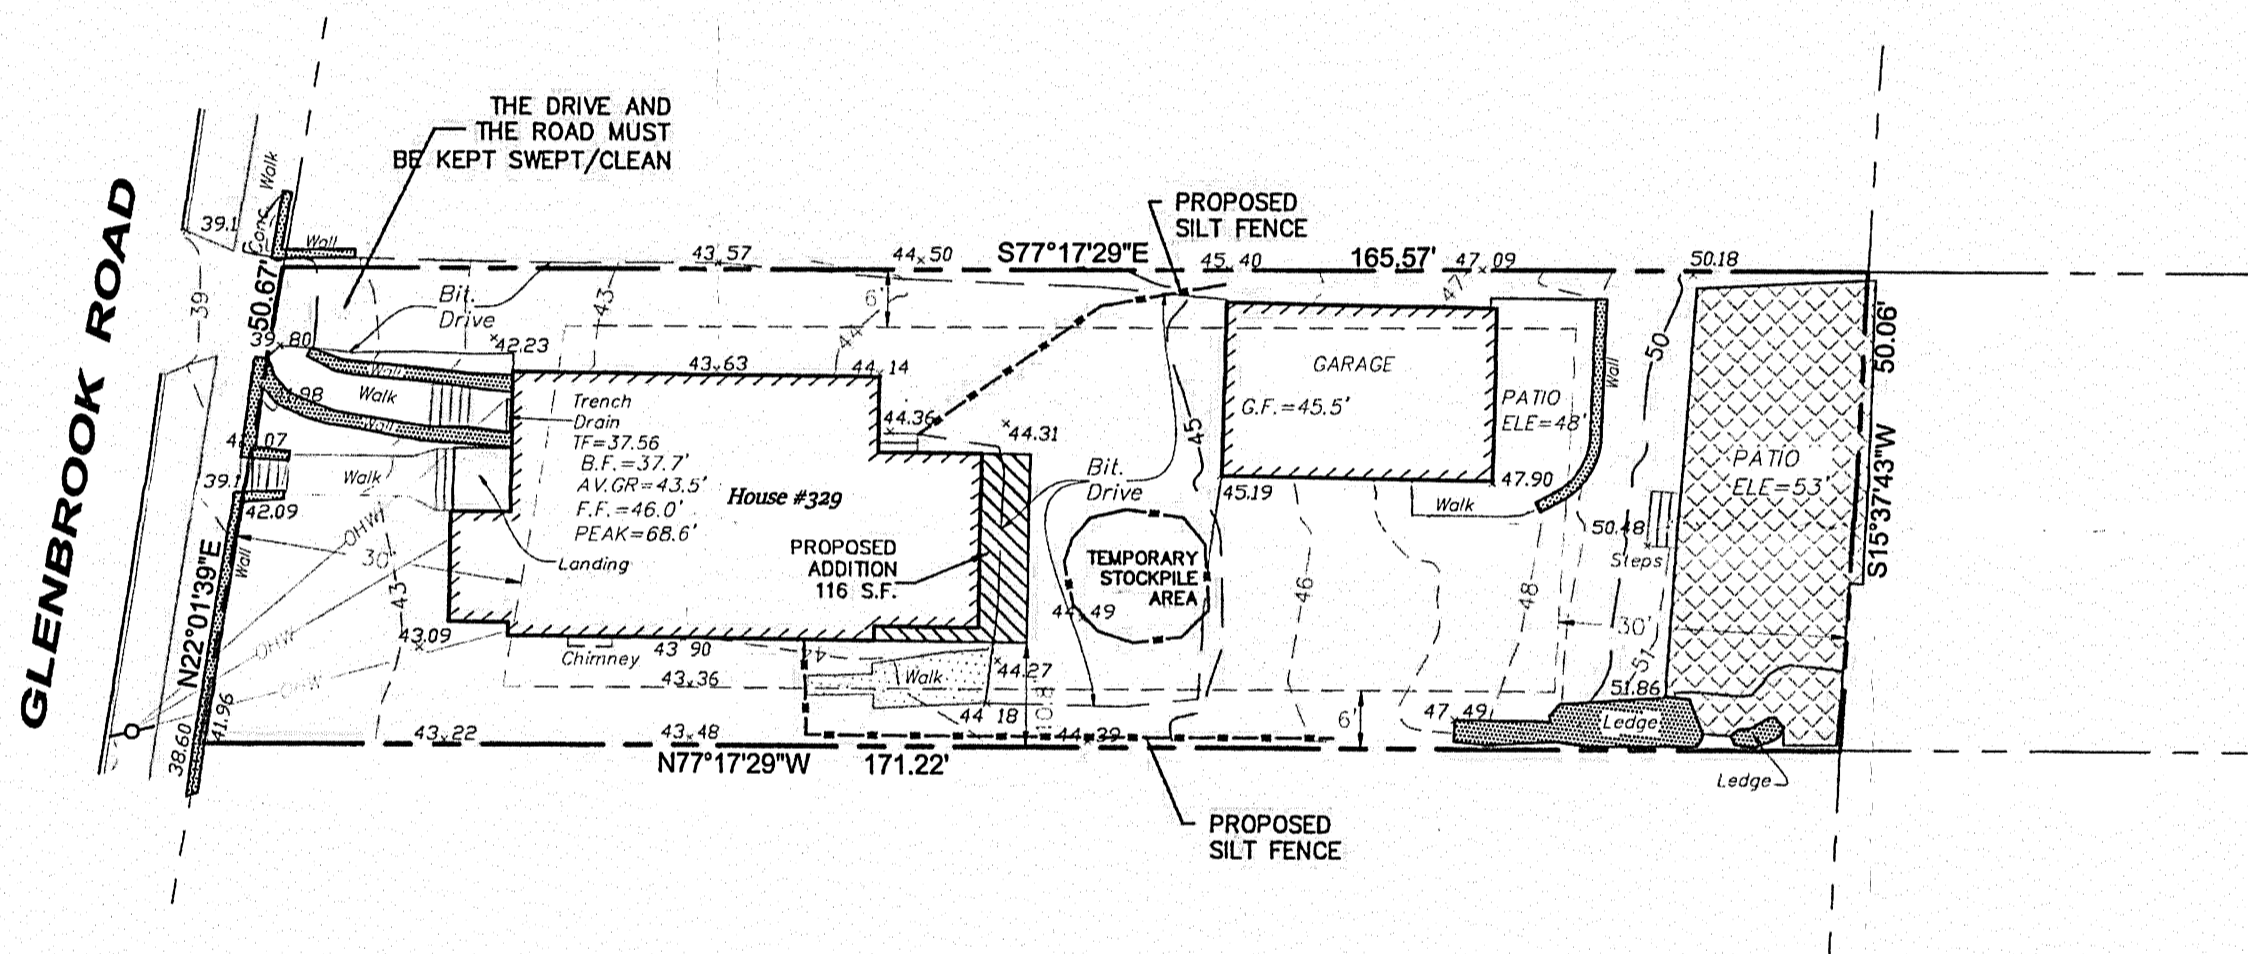 THE DRIVE AND
THE ROAD MUST
BE KEPT SWEPT/CLEAN
PROPOSED
SILT FENCE
GLENBROOK ROAD
39.1
Conc. Walk
Wall
39
50.67'
43×57
44×50
S77°17'29"E
45.40
165.57'
47×09
50.18
Bit.
Drive
43
44
6'
47
50
50.06'
39.80
×42.23
43×63
44.14
Wall
Walk
Wall
.98
Trench
Drain
TF=37.56
B.F.=37.7'
AV.GR=43.5'
F.F.=46.0'
PEAK=68.6'
House #329
44.36
×44.31
45
GARAGE
G.F.=45.5'
PATIO
ELE=48'
Wall
PATIO
ELE=53'
Walk
42.09
Wall
Bit.
Drive
45.19
47.90
Walk
50.48
Steps
S15°37'43"W
OHW
30'
43
Landing
PROPOSED
ADDITION
116 S.F.
TEMPORARY
STOCKPILE
AREA
44×49
46
48
30'
51
N22°01'39"E
OHW
OHW
43.09
Chimney
43.90
43×36
44
Walk
×44.27
44.18
10.8'
51.86
6'
47×49
Ledge
Ledge
38.60
41.96
43×22
43×48
44×39
N77°17'29"W
171.22'
PROPOSED
SILT FENCE